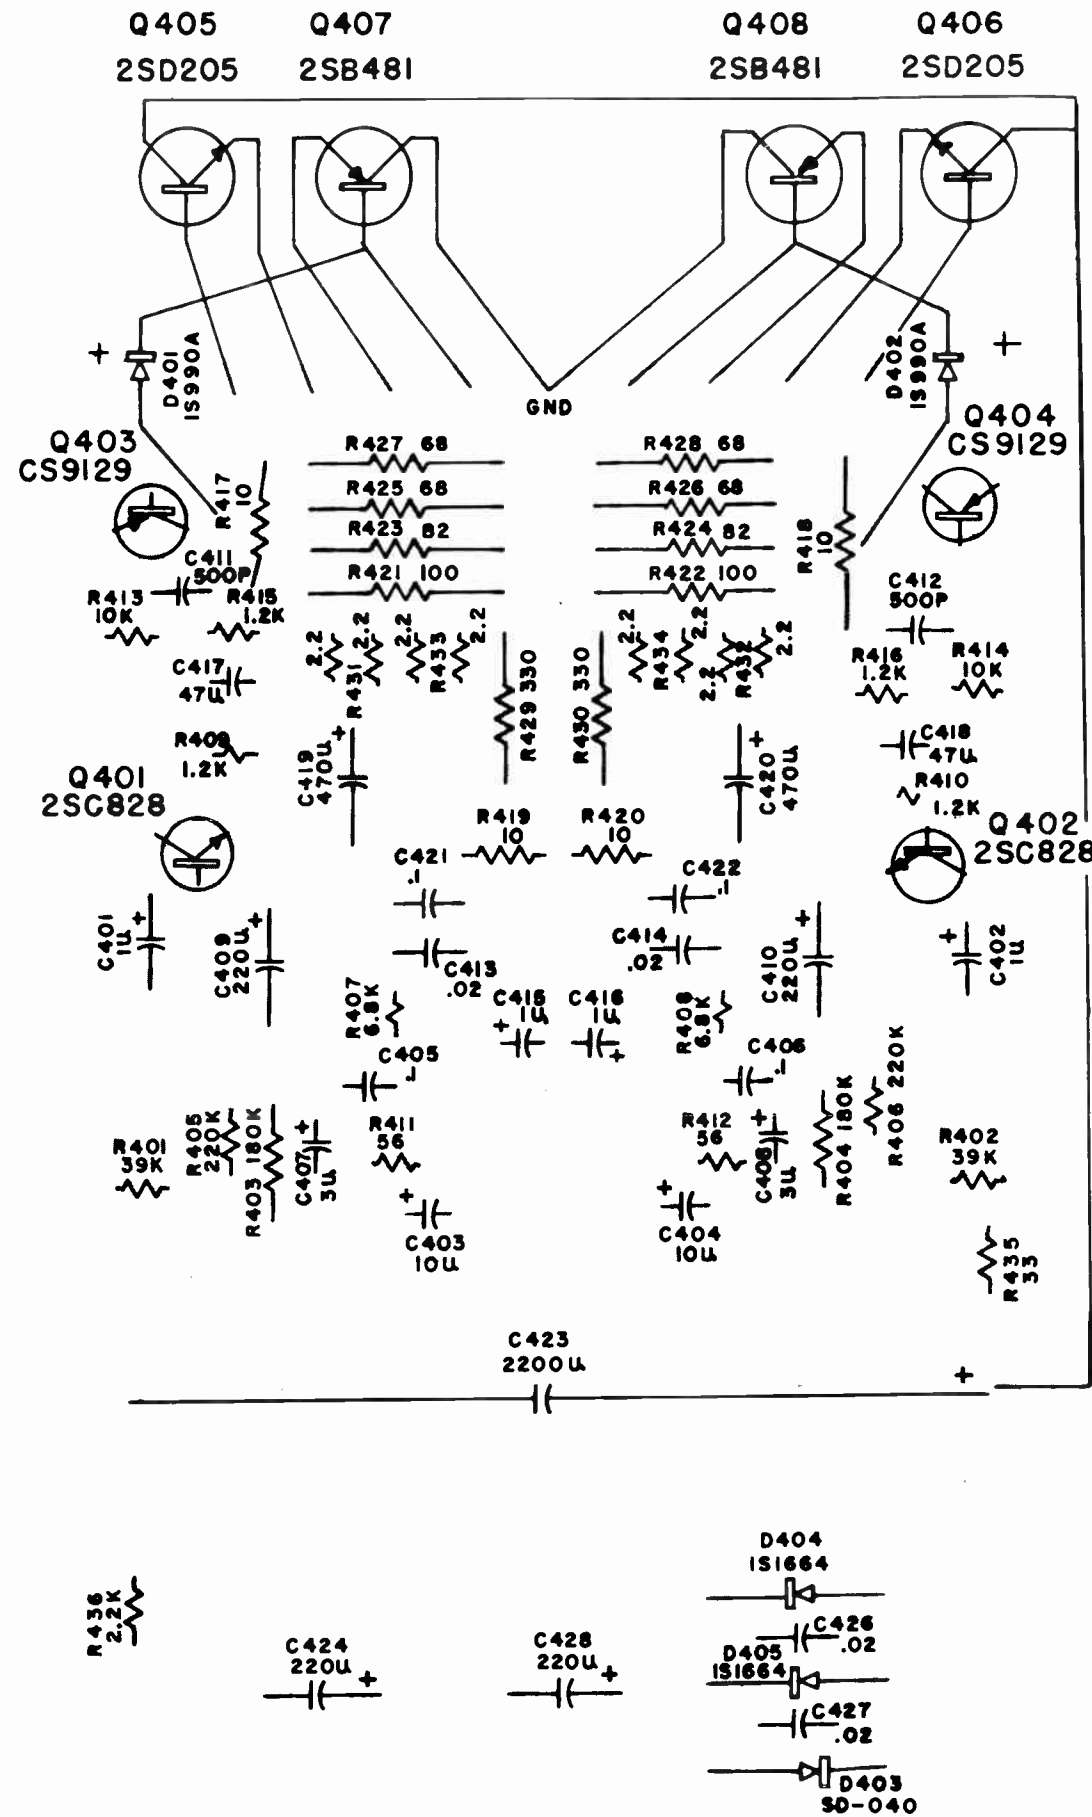 Q405 Q407 Q408 Q406
2SD205 2SB481 2SB481 2SD205
+
D401
IS990A
D402
IS990A
+
GND
Q403
CS9129
Q404
CS9129
R417
10
R427 68
R425 68
R423 82
R421 100
R428 68
R426 68
R424 82
R422 100
R418
10
C411
500P
C412
500P
R413
10K
R415
1.2K
2.2
R431
2.2
2.2
R433
2.2
2.2
R434
2.2
2.2
R432
2.2
R416
1.2K
R414
10K
C417
47u
R429 330
R430 330
C418
47u
R409
1.2K
R410
1.2K
Q401
2SC828
C419
470u
+
C420
470u
+
Q402
2SC828
R419
10
R420
10
C421
.1
C422
.1
C401
1u
+
C409
220u
+
C413
.02
C414
.02
C410
220u
+
C402
1u
+
R407
6.8K
C415
1u
+
C416
1u
+
R408
6.8K
C405
.1
C406
.1
R401
39K
R405
220K
R403 180K
C407
3u
+
R411
56
R412
56
C408
3u
+
R404 180K
R406 220K
R402
39K
+
C403
10u
+
C404
10u
R435
33
C423
2200u
+
R436
2.2K
C424
220u
+
C428
220u
+
D404
IS1664
C426
.02
D405
IS1664
C427
.02
D403
SD-040